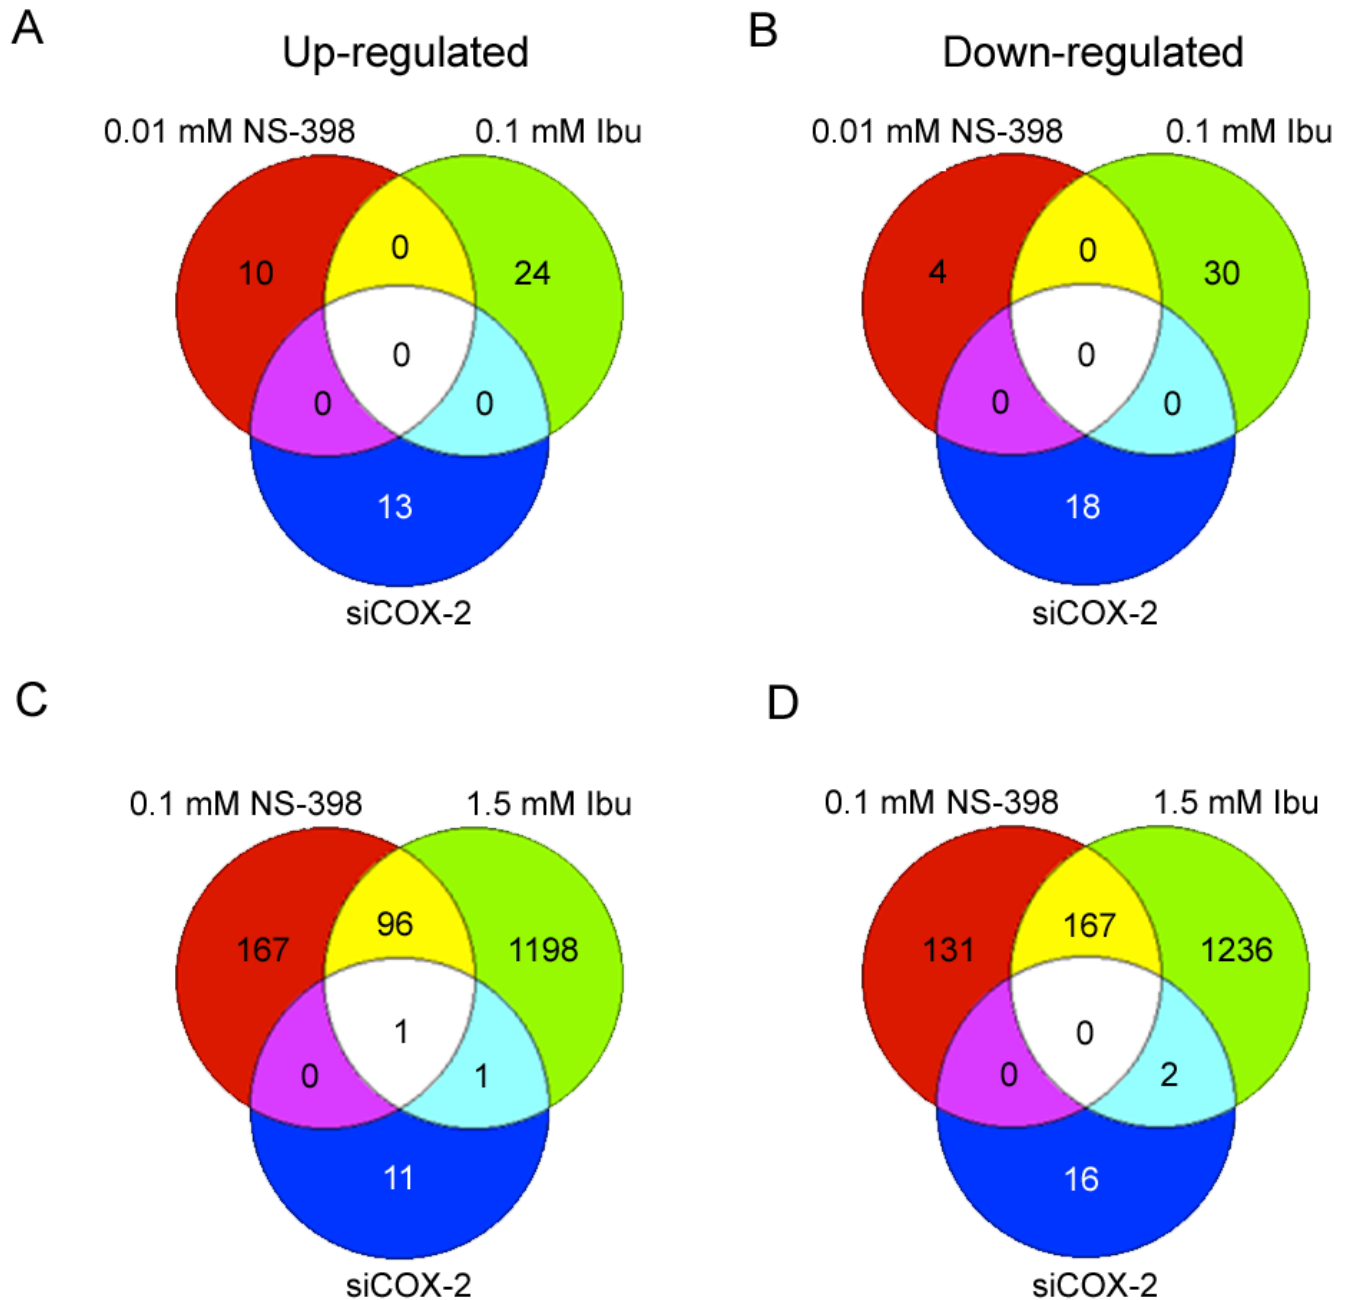 A
Up-regulated
0.01 mM NS-398
0.1 mM Ibu
10
0
24
0
0
0
13
siCOX-2
B
Down-regulated
0.01 mM NS-398
0.1 mM Ibu
4
0
30
0
0
0
18
siCOX-2
C
0.1 mM NS-398
1.5 mM Ibu
167
96
1198
1
0
1
11
siCOX-2
D
0.1 mM NS-398
1.5 mM Ibu
131
167
1236
0
0
2
16
siCOX-2